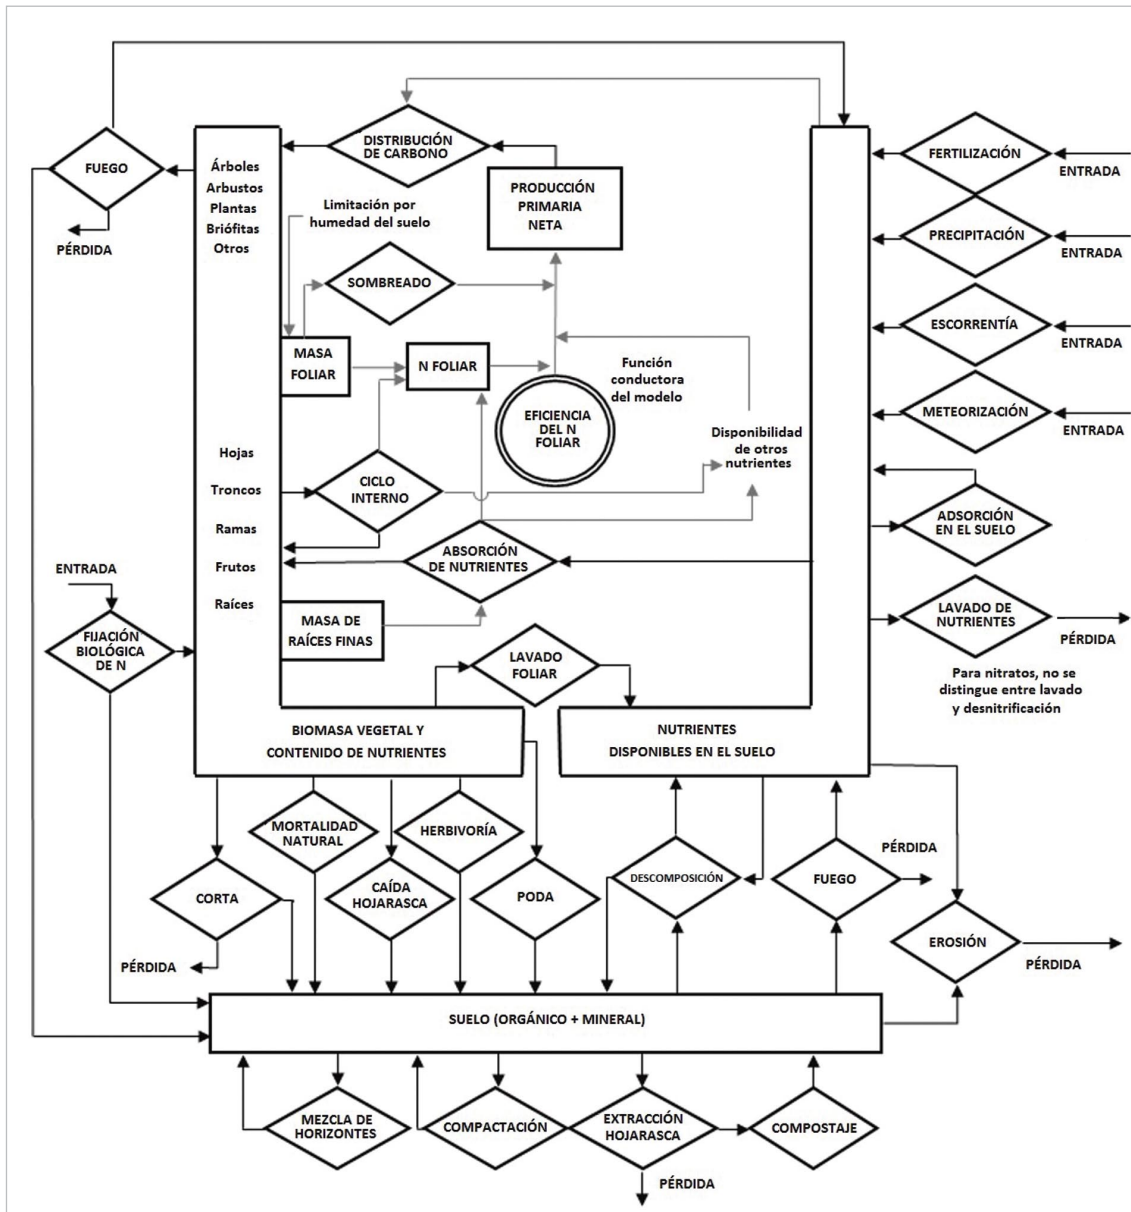 DISTRIBUCIÓN
DE CARBONO
FUEGO
PÉRDIDA
Árboles
Arbustos
Plantas
Briófitas
Otros
Limitación por
humedad del suelo
PRODUCCIÓN
PRIMARIA
NETA
FERTILIZACIÓN
ENTRADA
PRECIPITACIÓN
ENTRADA
SOMBREADO
ESCORRENTÍA
ENTRADA
MASA
FOLIAR
N FOLIAR
Función
conductora
del modelo
EFICIENCIA
DEL N
FOLIAR
METEORIZACIÓN
ENTRADA
Disponibilidad
de otros
nutrientes
Hojas
Troncos
Ramas
Frutos
Raíces
CICLO
INTERNO
ADSORCIÓN
EN EL SUELO
ABSORCIÓN
DE NUTRIENTES
ENTRADA
FIJACIÓN
BIOLÓGICA
DE N
MASA DE
RAÍCES FINAS
LAVADO DE
NUTRIENTES
PÉRDIDA
LAVADO
FOLIAR
Para nitratos, no se
distingue entre lavado
y desnitrificación
BIOMASA VEGETAL Y
CONTENIDO DE NUTRIENTES
NUTRIENTES
DISPONIBLES EN EL SUELO
MORTALIDAD
NATURAL
HERBIVORÍA
CORTA
PÉRDIDA
CAÍDA
HOJARASCA
PODA
DESCOMPOSICIÓN
FUEGO
PÉRDIDA
EROSIÓN
PÉRDIDA
SUELO (ORGÁNICO + MINERAL)
MEZCLA DE
HORIZONTES
COMPACTACIÓN
EXTRACCIÓN
HOJARASCA
COMPOSTAJE
PÉRDIDA